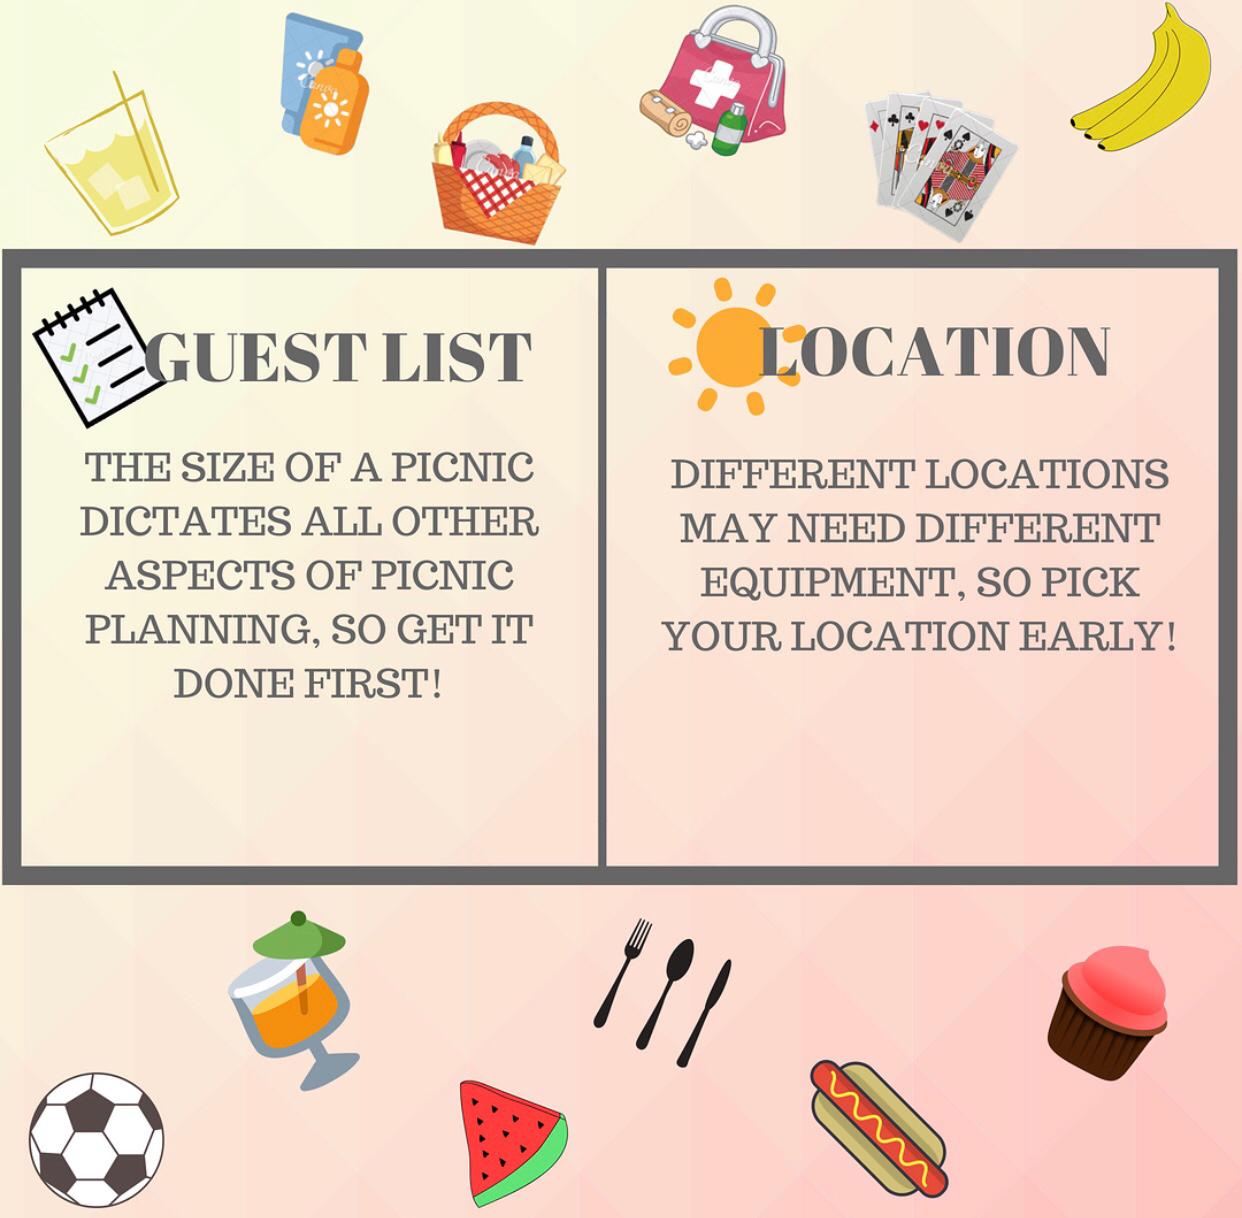 GUEST LIST
THE SIZE OF A PICNIC
DICTATES ALL OTHER
ASPECTS OF PICNIC
PLANNING, SO GET IT
DONE FIRST!
LOCATION
DIFFERENT LOCATIONS
MAY NEED DIFFERENT
EQUIPMENT, SO PICK
YOUR LOCATION EARLY!